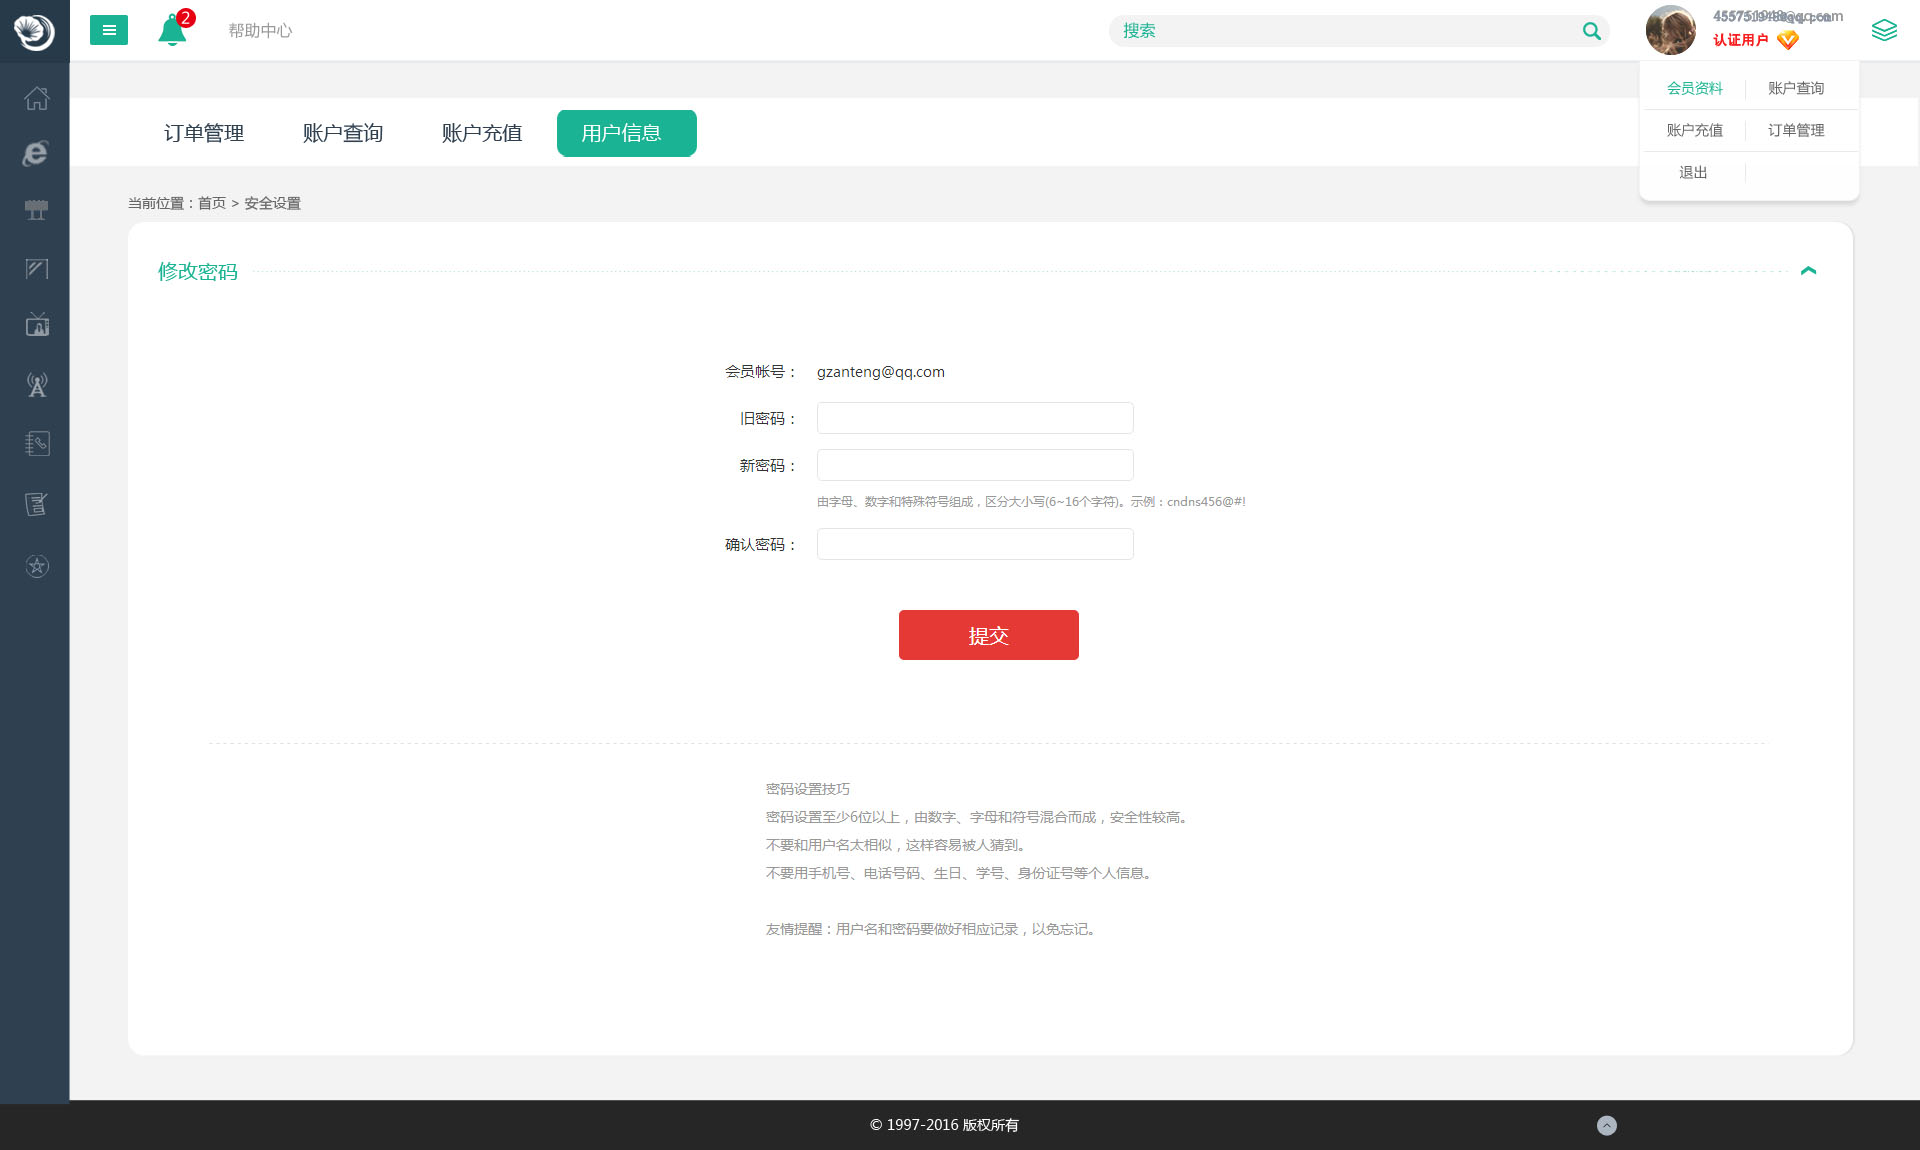 2
帮助中心
搜索
认证用户
会员资料 账户查询
账户充值 订单管理
退出
订单管理 账户查询 账户充值 用户信息
当前位置：首页 > 安全设置
修改密码
会员帐号： gzanteng@qq.com
旧密码：
新密码：
由字母、数字和特殊符号组成，区分大小写(6~16个字符)。示例：cndns456@#!
确认密码：
提交
密码设置技巧
密码设置至少6位以上，由数字、字母和符号混合而成，安全性较高。
不要和用户名太相似，这样容易被人猜到。
不要用手机号、电话号码、生日、学号、身份证号等个人信息。
友情提醒：用户名和密码要做好相应记录，以免忘记。
© 1997-2016 版权所有